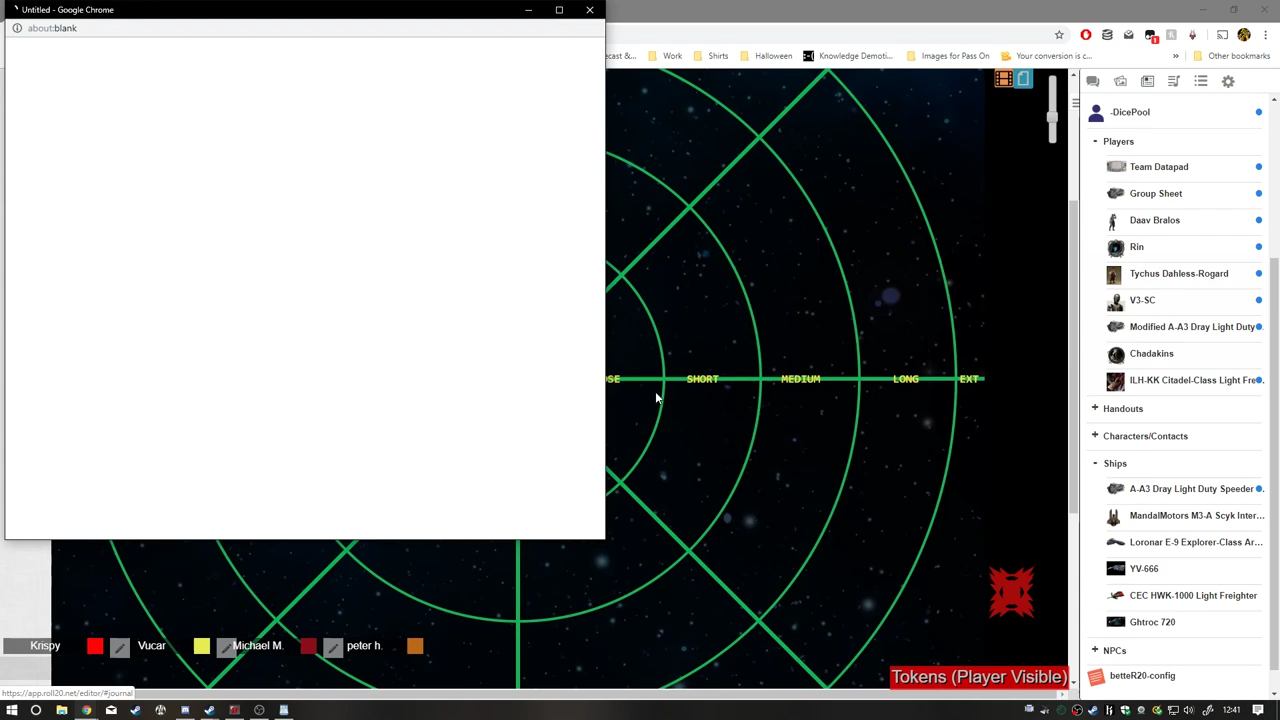 Untitled - Google Chrome
about:blank
ecast &...
Work
Shirts
Halloween
Knowledge Demoti...
Images for Pass On
Your conversion is c...
»
Other bookmarks
1
-DicePool
- Players
Team Datapad
Group Sheet
Daav Bralos
Rin
Tychus Dahless-Rogard
V3-SC
Modified A-A3 Dray Light Duty
Chadakins
ILH-KK Citadel-Class Light Fre...
+ Handouts
+ Characters/Contacts
- Ships
A-A3 Dray Light Duty Speeder
MandalMotors M3-A Scyk Inter...
Loronar E-9 Explorer-Class Ar...
YV-666
CEC HWK-1000 Light Freighter
Ghtroc 720
+ NPCs
betteR20-config
OSE SHORT MEDIUM LONG EXT
Krispy
Vucar
Michael M.
peter h.
Tokens (Player Visible)
https://app.roll20.net/editor/#journal
12:41